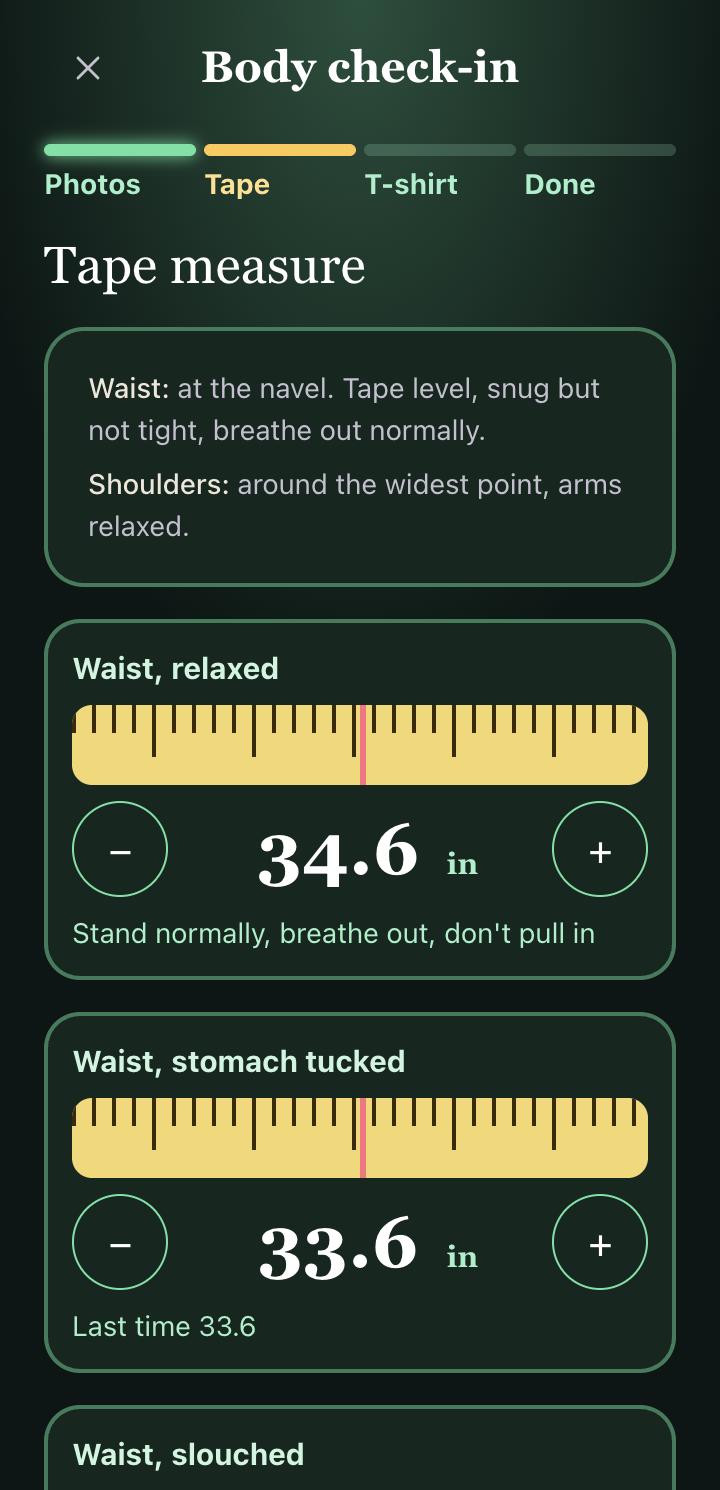 Body check-in
Photos
Tape
T-shirt
Done
Tape measure
Waist: at the navel. Tape level, snug but
not tight, breathe out normally.
Shoulders: around the widest point, arms
relaxed.
Waist, relaxed
− 34.6 in +
Stand normally, breathe out, don't pull in
Waist, stomach tucked
− 33.6 in +
Last time 33.6
Waist, slouched